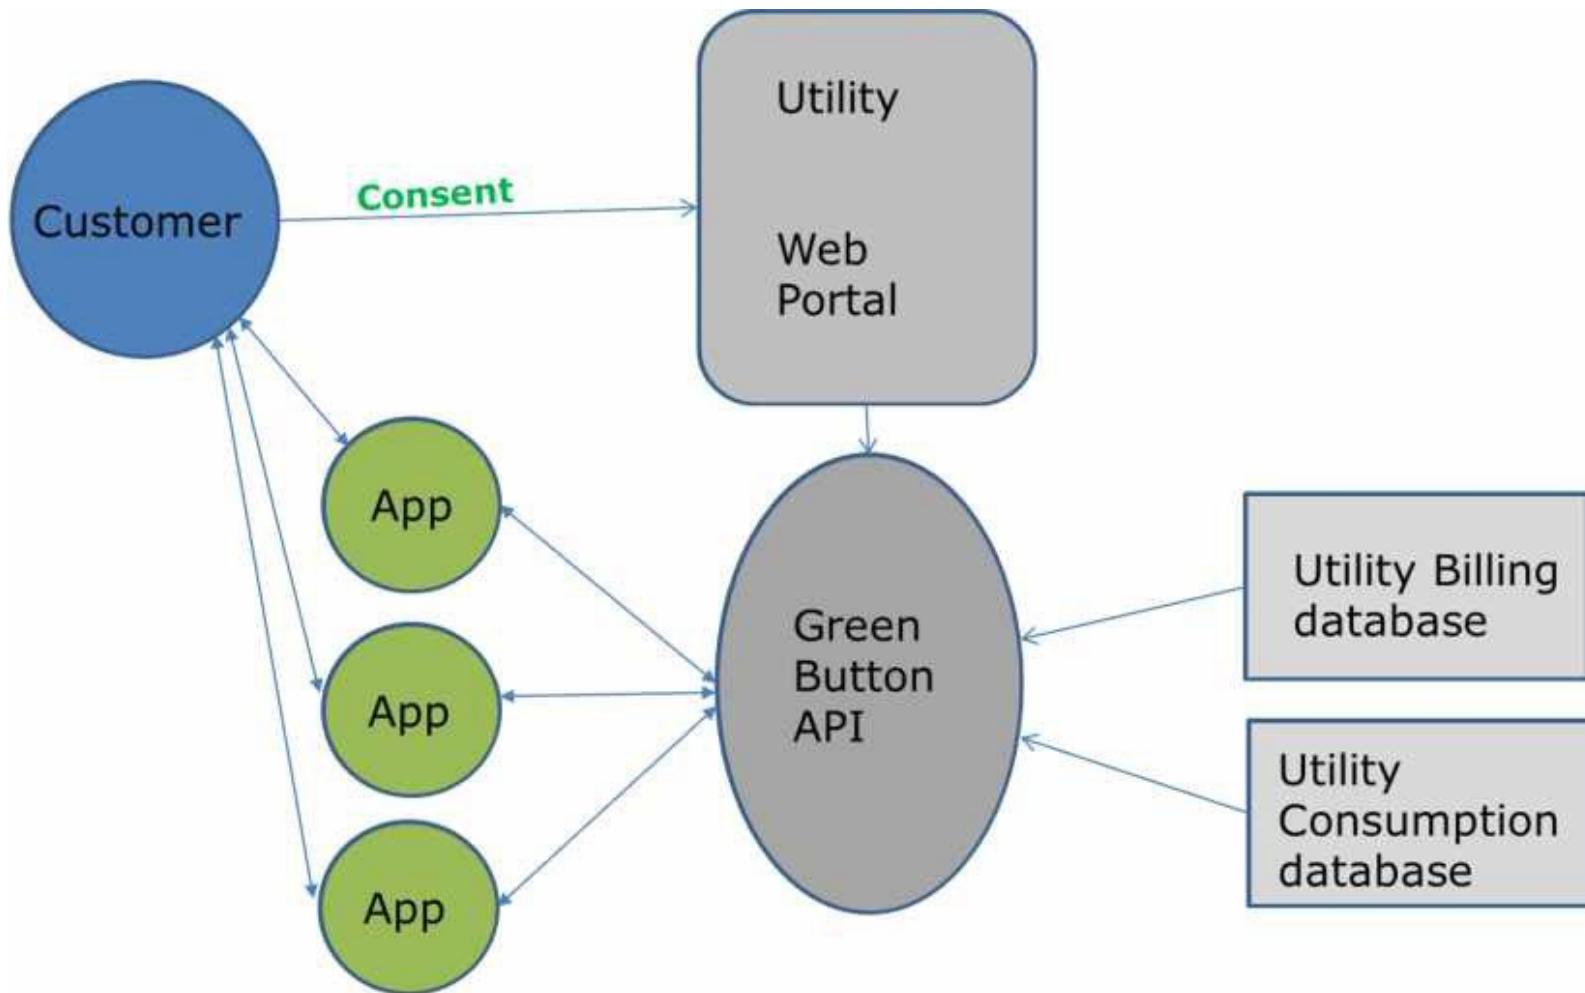 Utility
Consent
Customer
Web
Portal
App
App
App
Green
Button
API
Utility Billing
database
Utility
Consumption
database